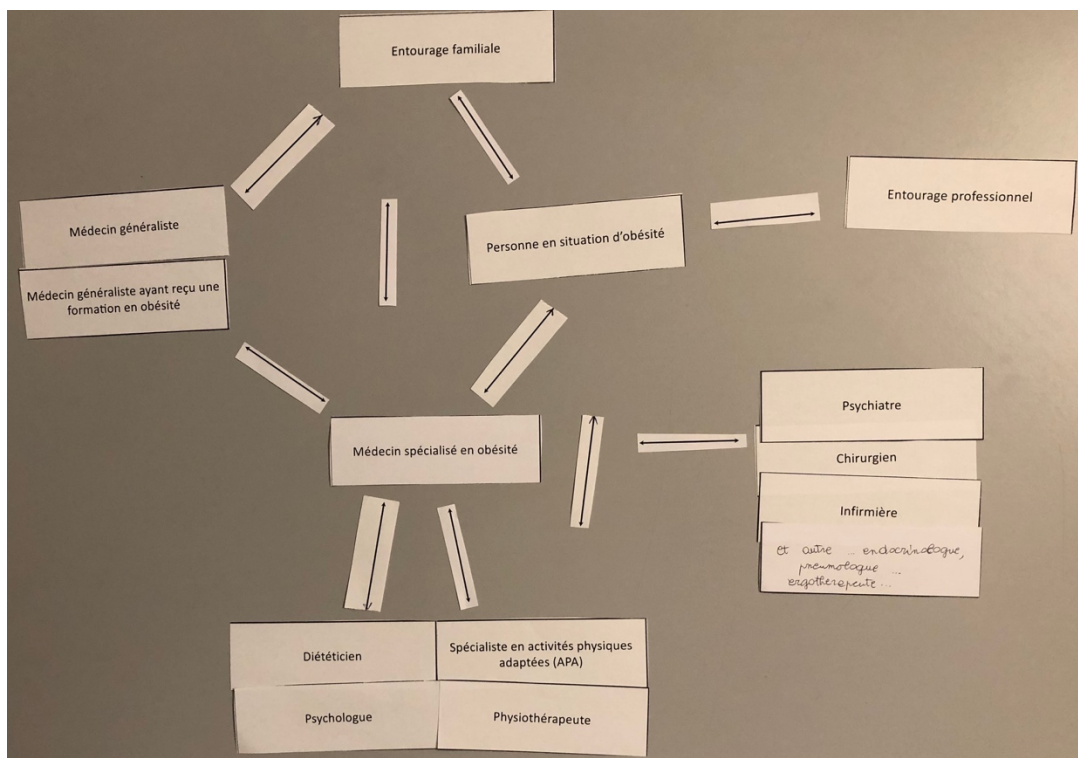 Entourage familiale
Entourage professionnel
Médecin généraliste
Personne en situation d'obésité
Médecin généraliste ayant reçu une
formation en obésité
Psychiatre
Médecin spécialisé en obésité
Chirurgien
Infirmière
et autre ... endocrinologue,
pneumologue ...
ergotherapeute...
Diététicien
Spécialiste en activités physiques
adaptées (APA)
Psychologue
Physiothérapeute